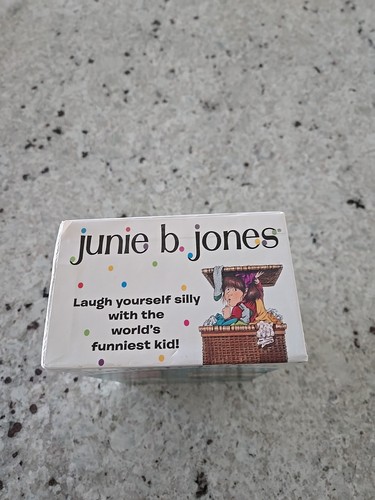 junie b. jones®
Laugh yourself silly
with the
world's
funniest kid!